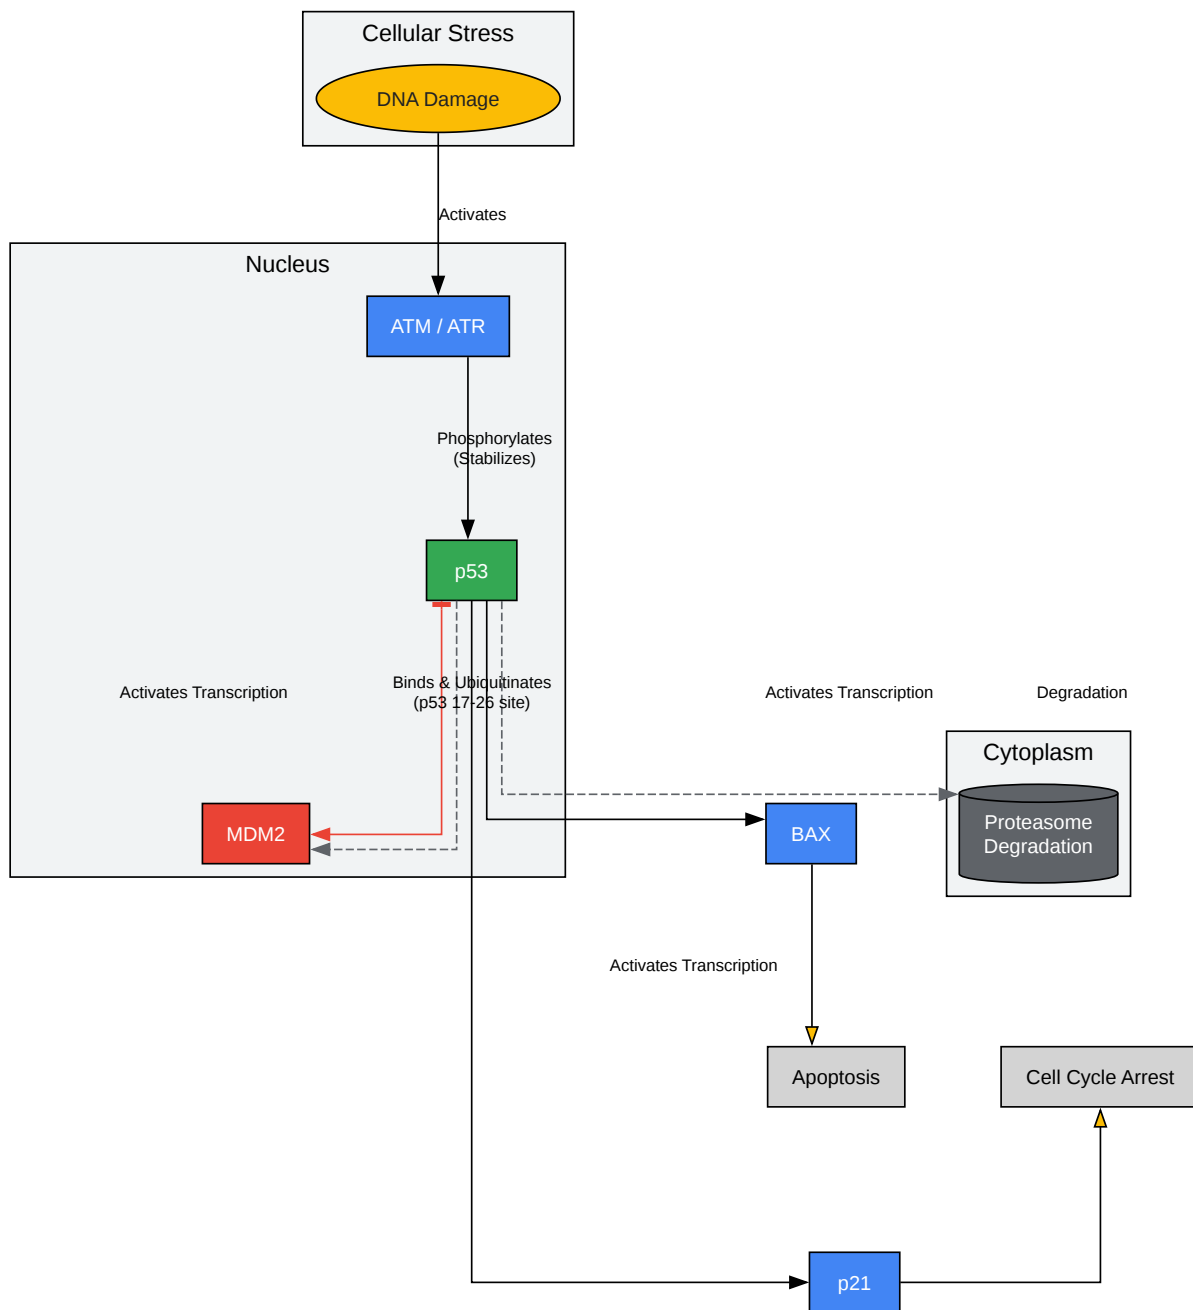 Cellular Stress
DNA Damage
Activates
Nucleus
ATM / ATR
Phosphorylates
(Stabilizes)
p53
Activates Transcription
Binds & Ubiquitinates
(p53 17-26 site)
Activates Transcription
Degradation
Cytoplasm
MDM2
BAX
Proteasome
Degradation
Activates Transcription
Apoptosis
Cell Cycle Arrest
p21